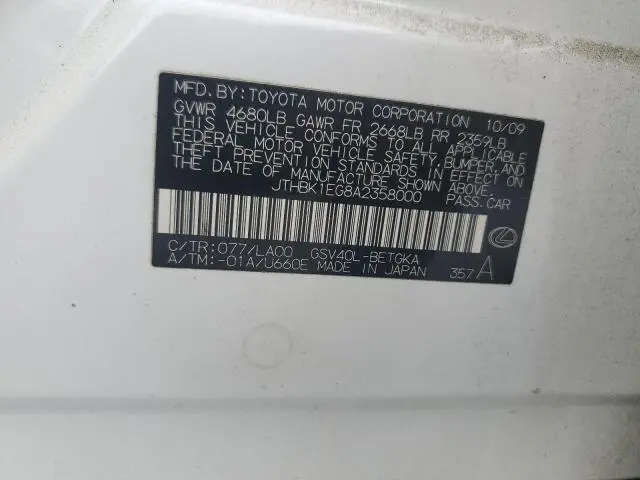 MFD.BY:TOYOTA MOTOR CORPORATION 10/09
GVWR 4680LB GAWR FR 2668LB RR 2359LB
THIS VEHICLE CONFORMS TO ALL APPLICABLE
FEDERAL MOTOR VEHICLE SAFETY, BUMPER, AND
THEFT PREVENTION STANDARDS IN EFFECT ON
THE DATE OF MANUFACTURE SHOWN ABOVE.
JTHBK1EG8A2358000 PASS.CAR
C/TR:077/LA00 GSV40L-BETGKA
A/TM:-01A/U660E MADE IN JAPAN 357 A